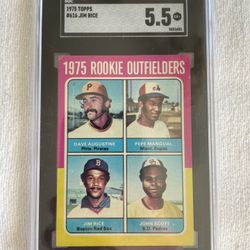 1975 TOPPS
#616 JIM RICE
5.5
1975 ROOKIE OUTFIELDERS
DAVE AUGUSTINE
Pitts. Pirates
PEPE MANGUAL
Mont. Expos
JIM RICE
Boston Red Sox
JOHN SCOTT
S.D. Padres